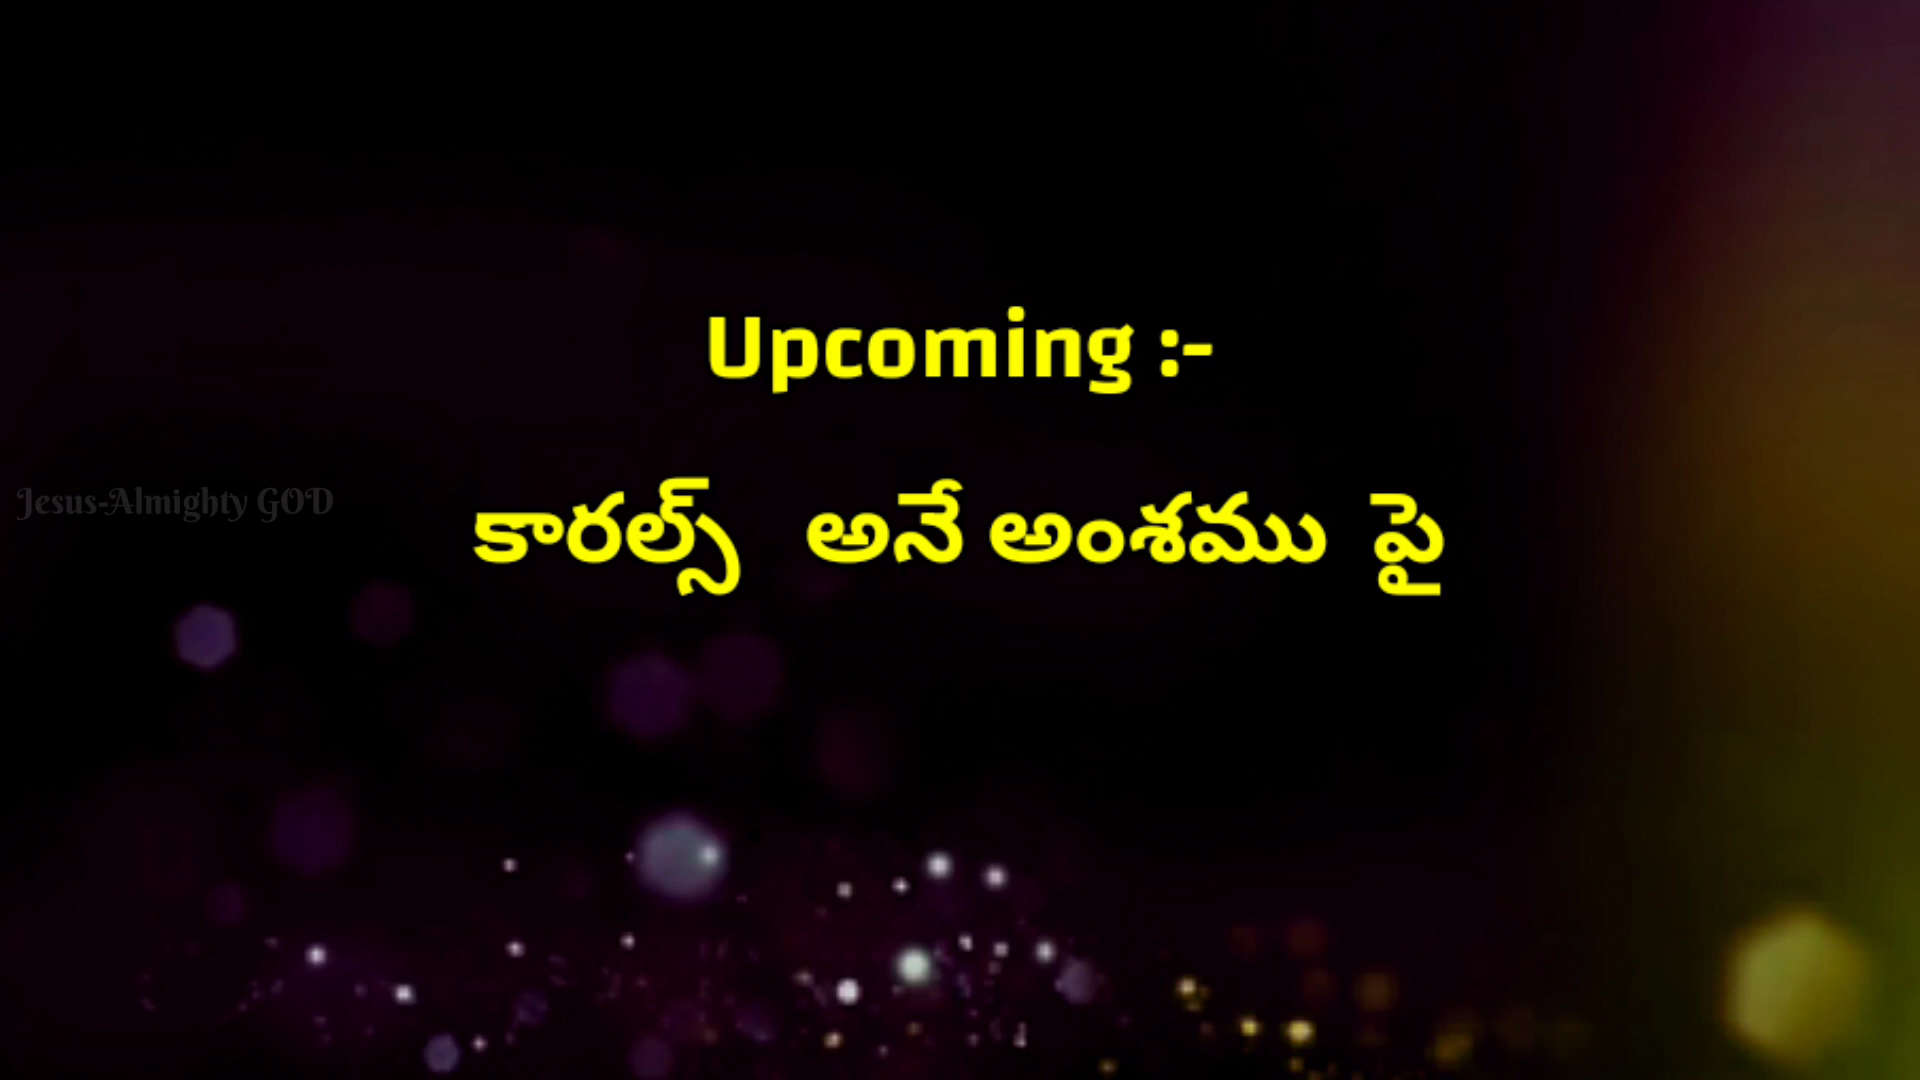 Upcoming :-
Jesus-Almighty GOD
కారల్స్ అనే అంశము పై